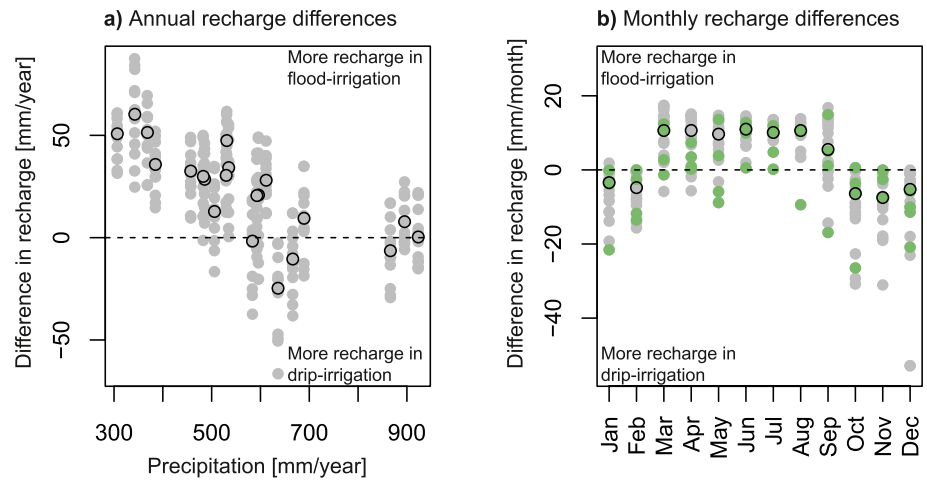 a) Annual recharge differences
More recharge in
flood-irrigation
Difference in recharge [mm/year]
50
0
−50
More recharge in
drip-irrigation
300 500 700 900
Precipitation [mm/year]
b) Monthly recharge differences
More recharge in
flood-irrigation
Difference in recharge [mm/month]
20
0
−20
−40
More recharge in
drip-irrigation
Jan Feb Mar Apr May Jun Jul Aug Sep Oct Nov Dec